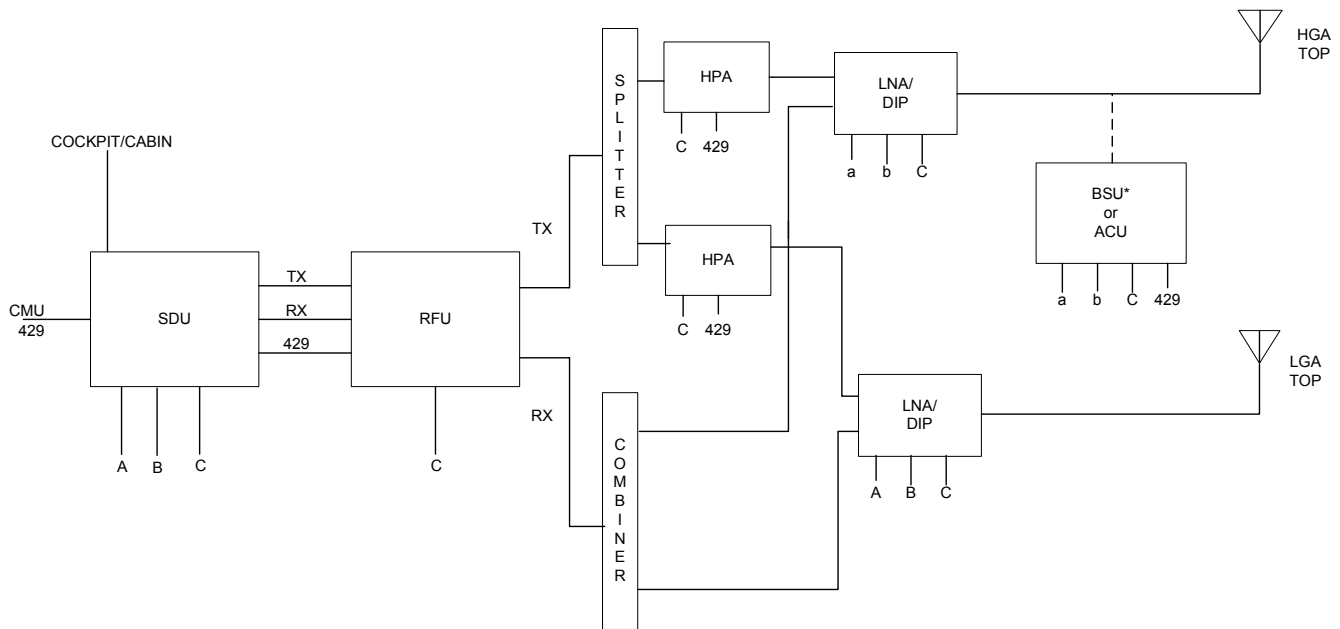 HGA
TOP
HPA
C 429
LNA/
DIP
a b C
S
P
L
I
T
T
E
R
COCKPIT/CABIN
BSU*
or
ACU
a b C 429
TX
HPA
C 429
CMU
429
SDU
TX
RX
429
A B C
RFU
C
RX
C
O
M
B
I
N
E
R
LNA/
DIP
A B C
LGA
TOP